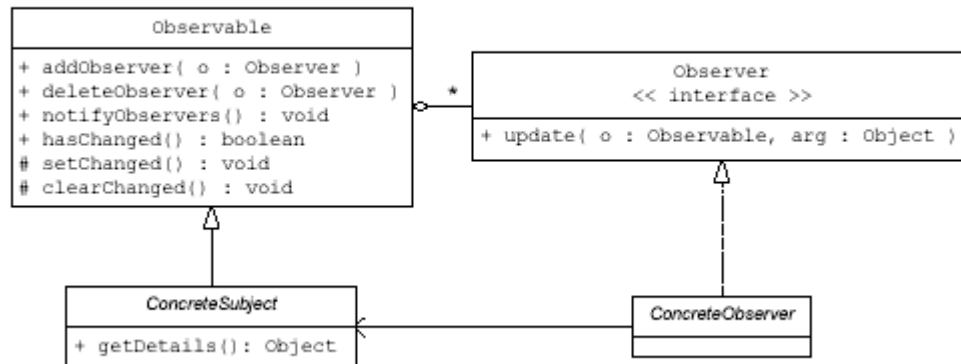 Observable
+ addObserver( o : Observer )
+ deleteObserver( o : Observer )
+ notifyObservers() : void
+ hasChanged() : boolean
# setChanged() : void
# clearChanged() : void
*
Observer
<< interface >>
+ update( o : Observable, arg : Object )
ConcreteSubject
+ getDetails(): Object
ConcreteObserver